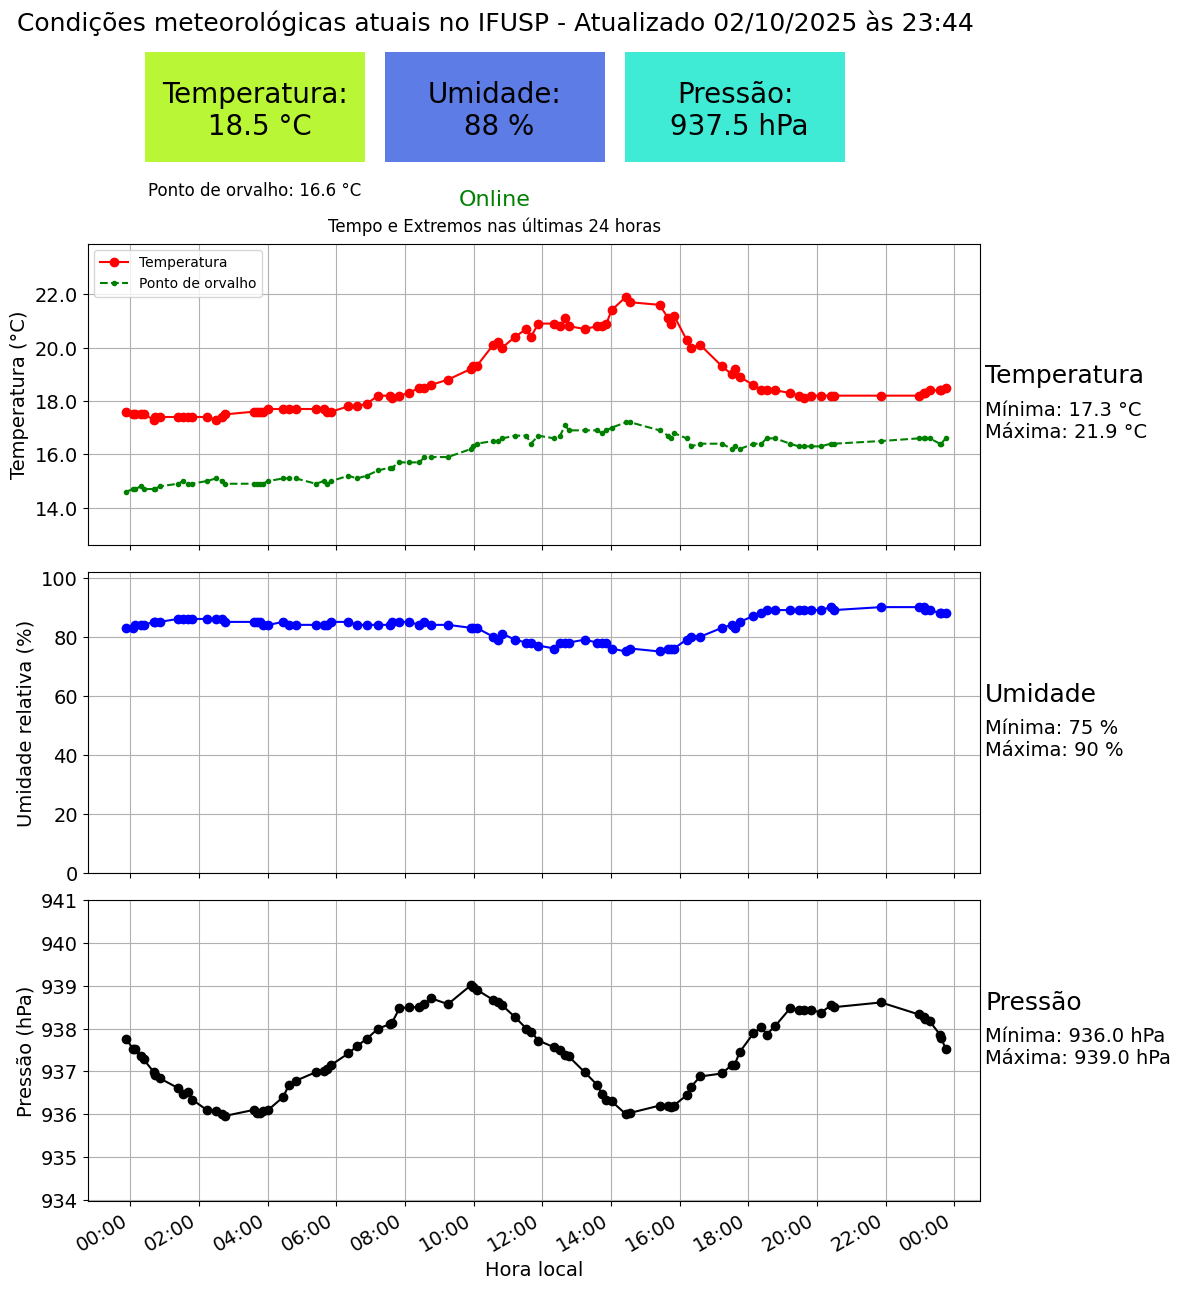 Condições meteorológicas atuais no IFUSP - Atualizado 02/10/2025 às 23:44
Temperatura:
18.5 °C
Umidade:
88 %
Pressão:
937.5 hPa
Ponto de orvalho: 16.6 °C
Online
Tempo e Extremos nas últimas 24 horas
Temperatura
Ponto de orvalho
Temperatura (°C)
22.0
20.0
18.0
16.0
14.0
Temperatura
Mínima: 17.3 °C
Máxima: 21.9 °C
Umidade relativa (%)
100
80
60
40
20
0
Umidade
Mínima: 75 %
Máxima: 90 %
Pressão (hPa)
941
940
939
938
937
936
935
934
Pressão
Mínima: 936.0 hPa
Máxima: 939.0 hPa
00:00 02:00 04:00 06:00 08:00 10:00 12:00 14:00 16:00 18:00 20:00 22:00 00:00
Hora local